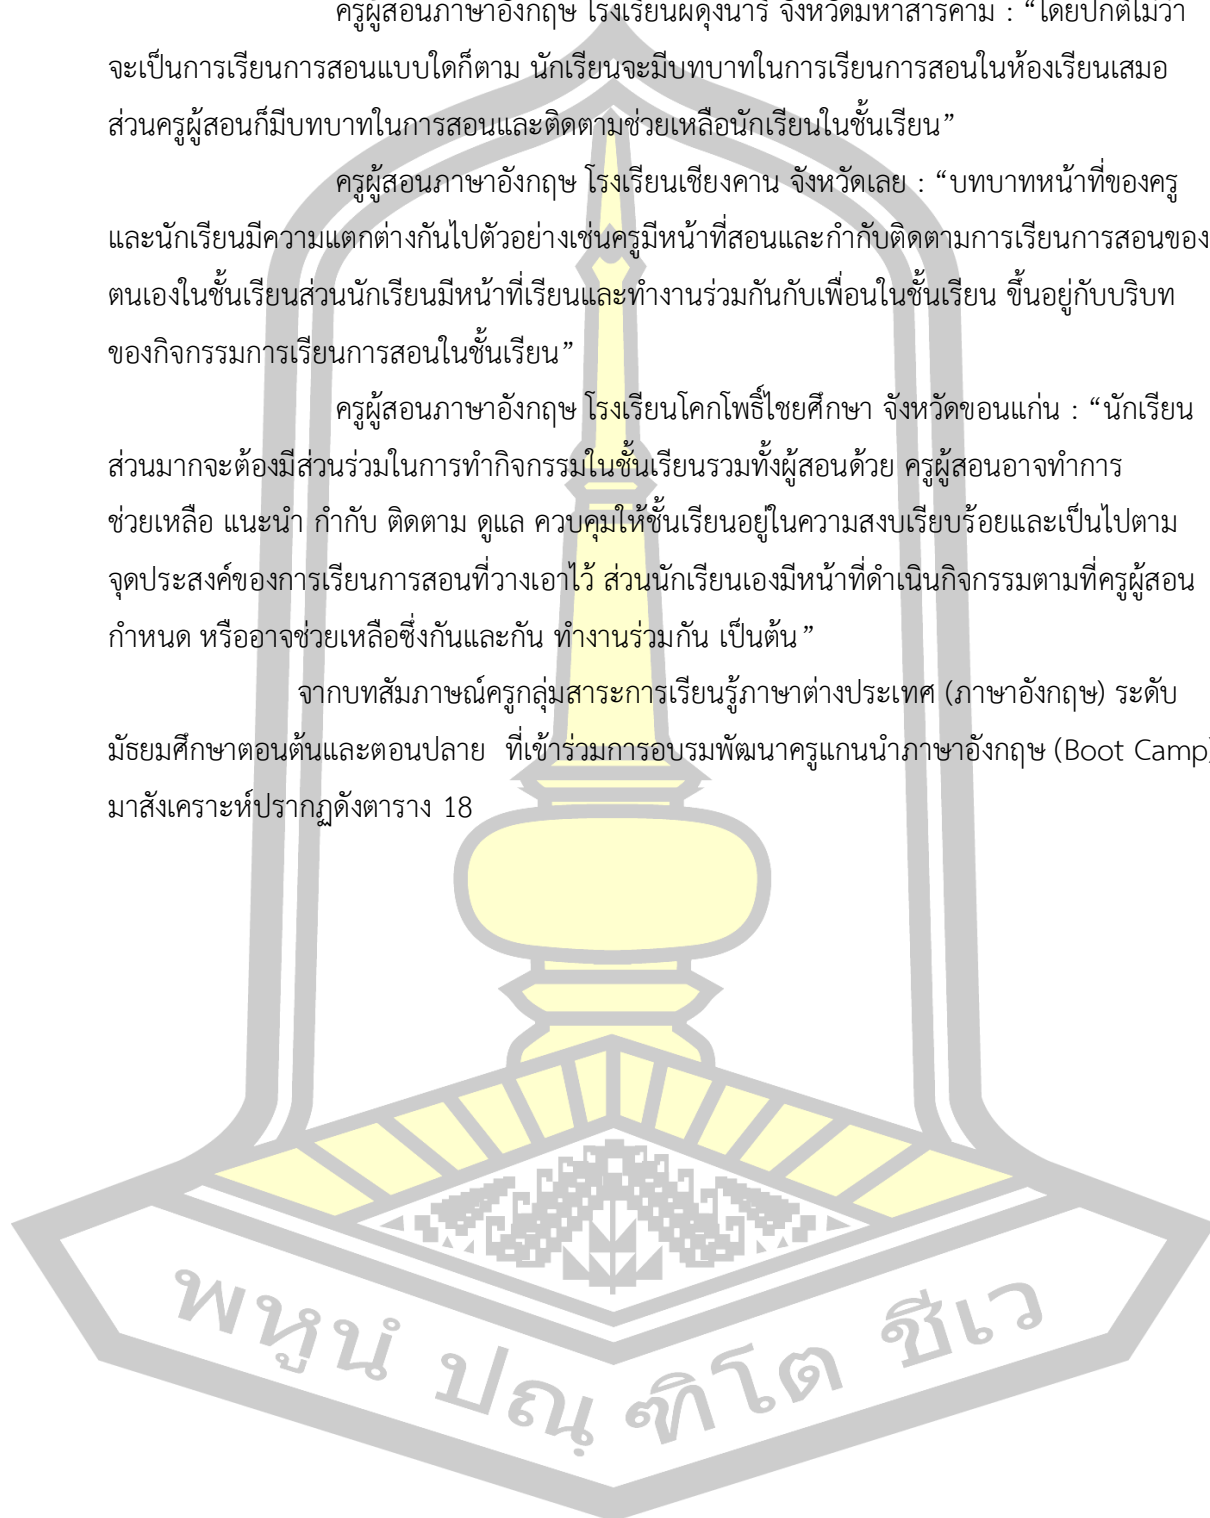 ครูผู้สอนภาษาอังกฤษ โรงเรียนผดุงนารี จังหวัดมหาสารคาม : “โดยปกติไม่ว่า
จะเป็นการเรียนการสอนแบบใดก็ตาม นักเรียนจะมีบทบาทในการเรียนการสอนในห้องเรียนเสมอ
ส่วนครูผู้สอนก็มีบทบาทในการสอนและติดตามช่วยเหลือนักเรียนในชั้นเรียน”
ครูผู้สอนภาษาอังกฤษ โรงเรียนเชียงคาน จังหวัดเลย : “บทบาทหน้าที่ของครู
และนักเรียนมีความแตกต่างกันไปตัวอย่างเช่นครูมีหน้าที่สอนและกำกับติดตามการเรียนการสอนของ
ตนเองในชั้นเรียนส่วนนักเรียนมีหน้าที่เรียนและทำงานร่วมกันกับเพื่อนในชั้นเรียน ขึ้นอยู่กับบริบท
ของกิจกรรมการเรียนการสอนในชั้นเรียน”
ครูผู้สอนภาษาอังกฤษ โรงเรียนโคกโพธิ์ไชยศึกษา จังหวัดขอนแก่น : “นักเรียน
ส่วนมากจะต้องมีส่วนร่วมในการทำกิจกรรมในชั้นเรียนรวมทั้งผู้สอนด้วย ครูผู้สอนอาจทำการ
ช่วยเหลือ แนะนำ กำกับ ติดตาม ดูแล ควบคุมให้ชั้นเรียนอยู่ในความสงบเรียบร้อยและเป็นไปตาม
จุดประสงค์ของการเรียนการสอนที่วางเอาไว้ ส่วนนักเรียนเองมีหน้าที่ดำเนินกิจกรรมตามที่ครูผู้สอน
กำหนด หรืออาจช่วยเหลือซึ่งกันและกัน ทำงานร่วมกัน เป็นต้น”
จากบทสัมภาษณ์ครูกลุ่มสาระการเรียนรู้ภาษาต่างประเทศ (ภาษาอังกฤษ) ระดับ
มัธยมศึกษาตอนต้นและตอนปลาย ที่เข้าร่วมการอบรมพัฒนาครูแกนนำภาษาอังกฤษ (Boot Camp)
มาสังเคราะห์ปรากฏดังตาราง 18
พหูนํ ปณฺฑิโต ชีเว